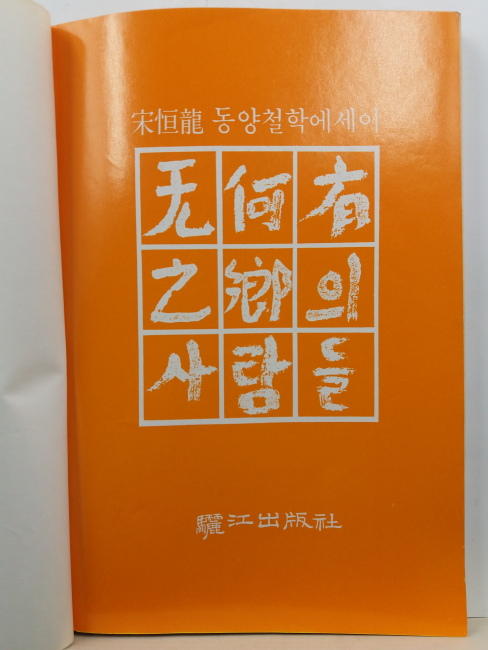 宋恒龍 동양철학에세이
无何有
之鄕의
사람들
驪江出版社